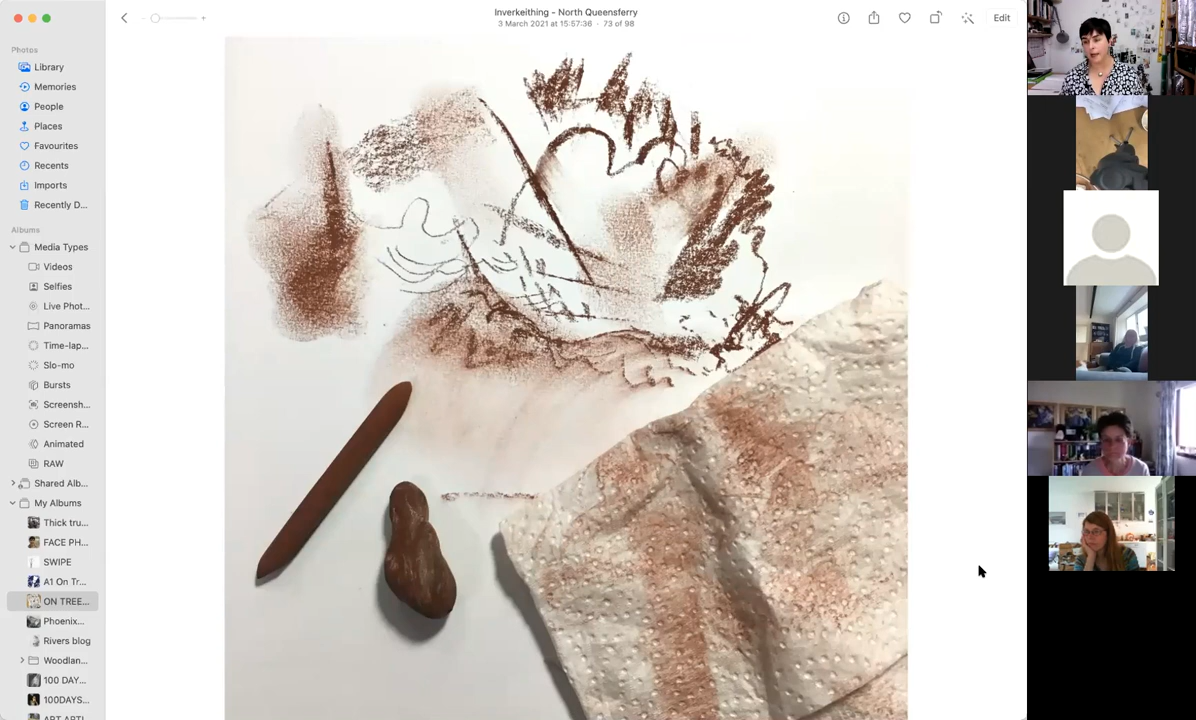 Inverkeithing - North Queensferry
3 March 2021 at 15:57:36 · 73 of 98
Edit
Photos
Library
Memories
People
Places
Favourites
Recents
Imports
Recently D...
Albums
Media Types
Videos
Selfies
Live Phot...
Panoramas
Time-lap...
Slo-mo
Bursts
Screensh...
Screen R...
Animated
RAW
Shared Alb...
My Albums
Thick tru...
FACE PH...
SWIPE
A1 On Tr...
ON TREE...
Phoenix...
Rivers blog
Woodlan...
100 DAY...
100DAYS...